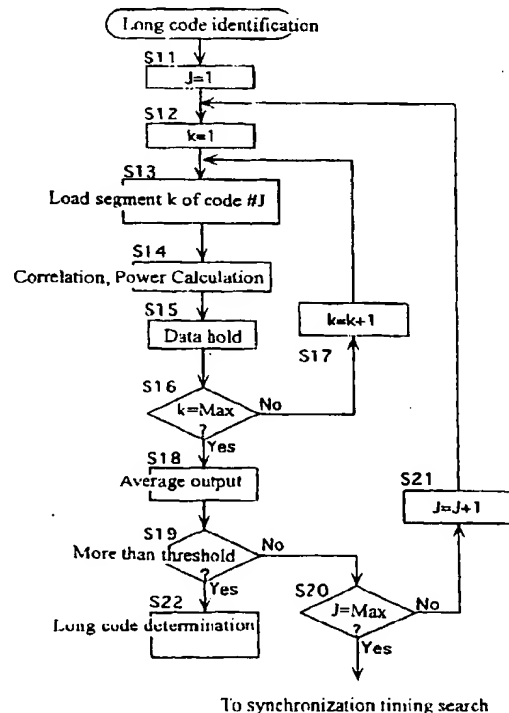 Long code identification
S11
J=1
S12
k=1
S13
Load segment k of code #J
S14
Correlation, Power Calculation
S15
Data hold
k=k+1
S17
S16
k=Max
?
No
Yes
S18
Average output
S21
J=J+1
S19
More than threshold
?
No
Yes
S20
J=Max
?
No
Yes
S22
Long code determination
To synchronization timing search